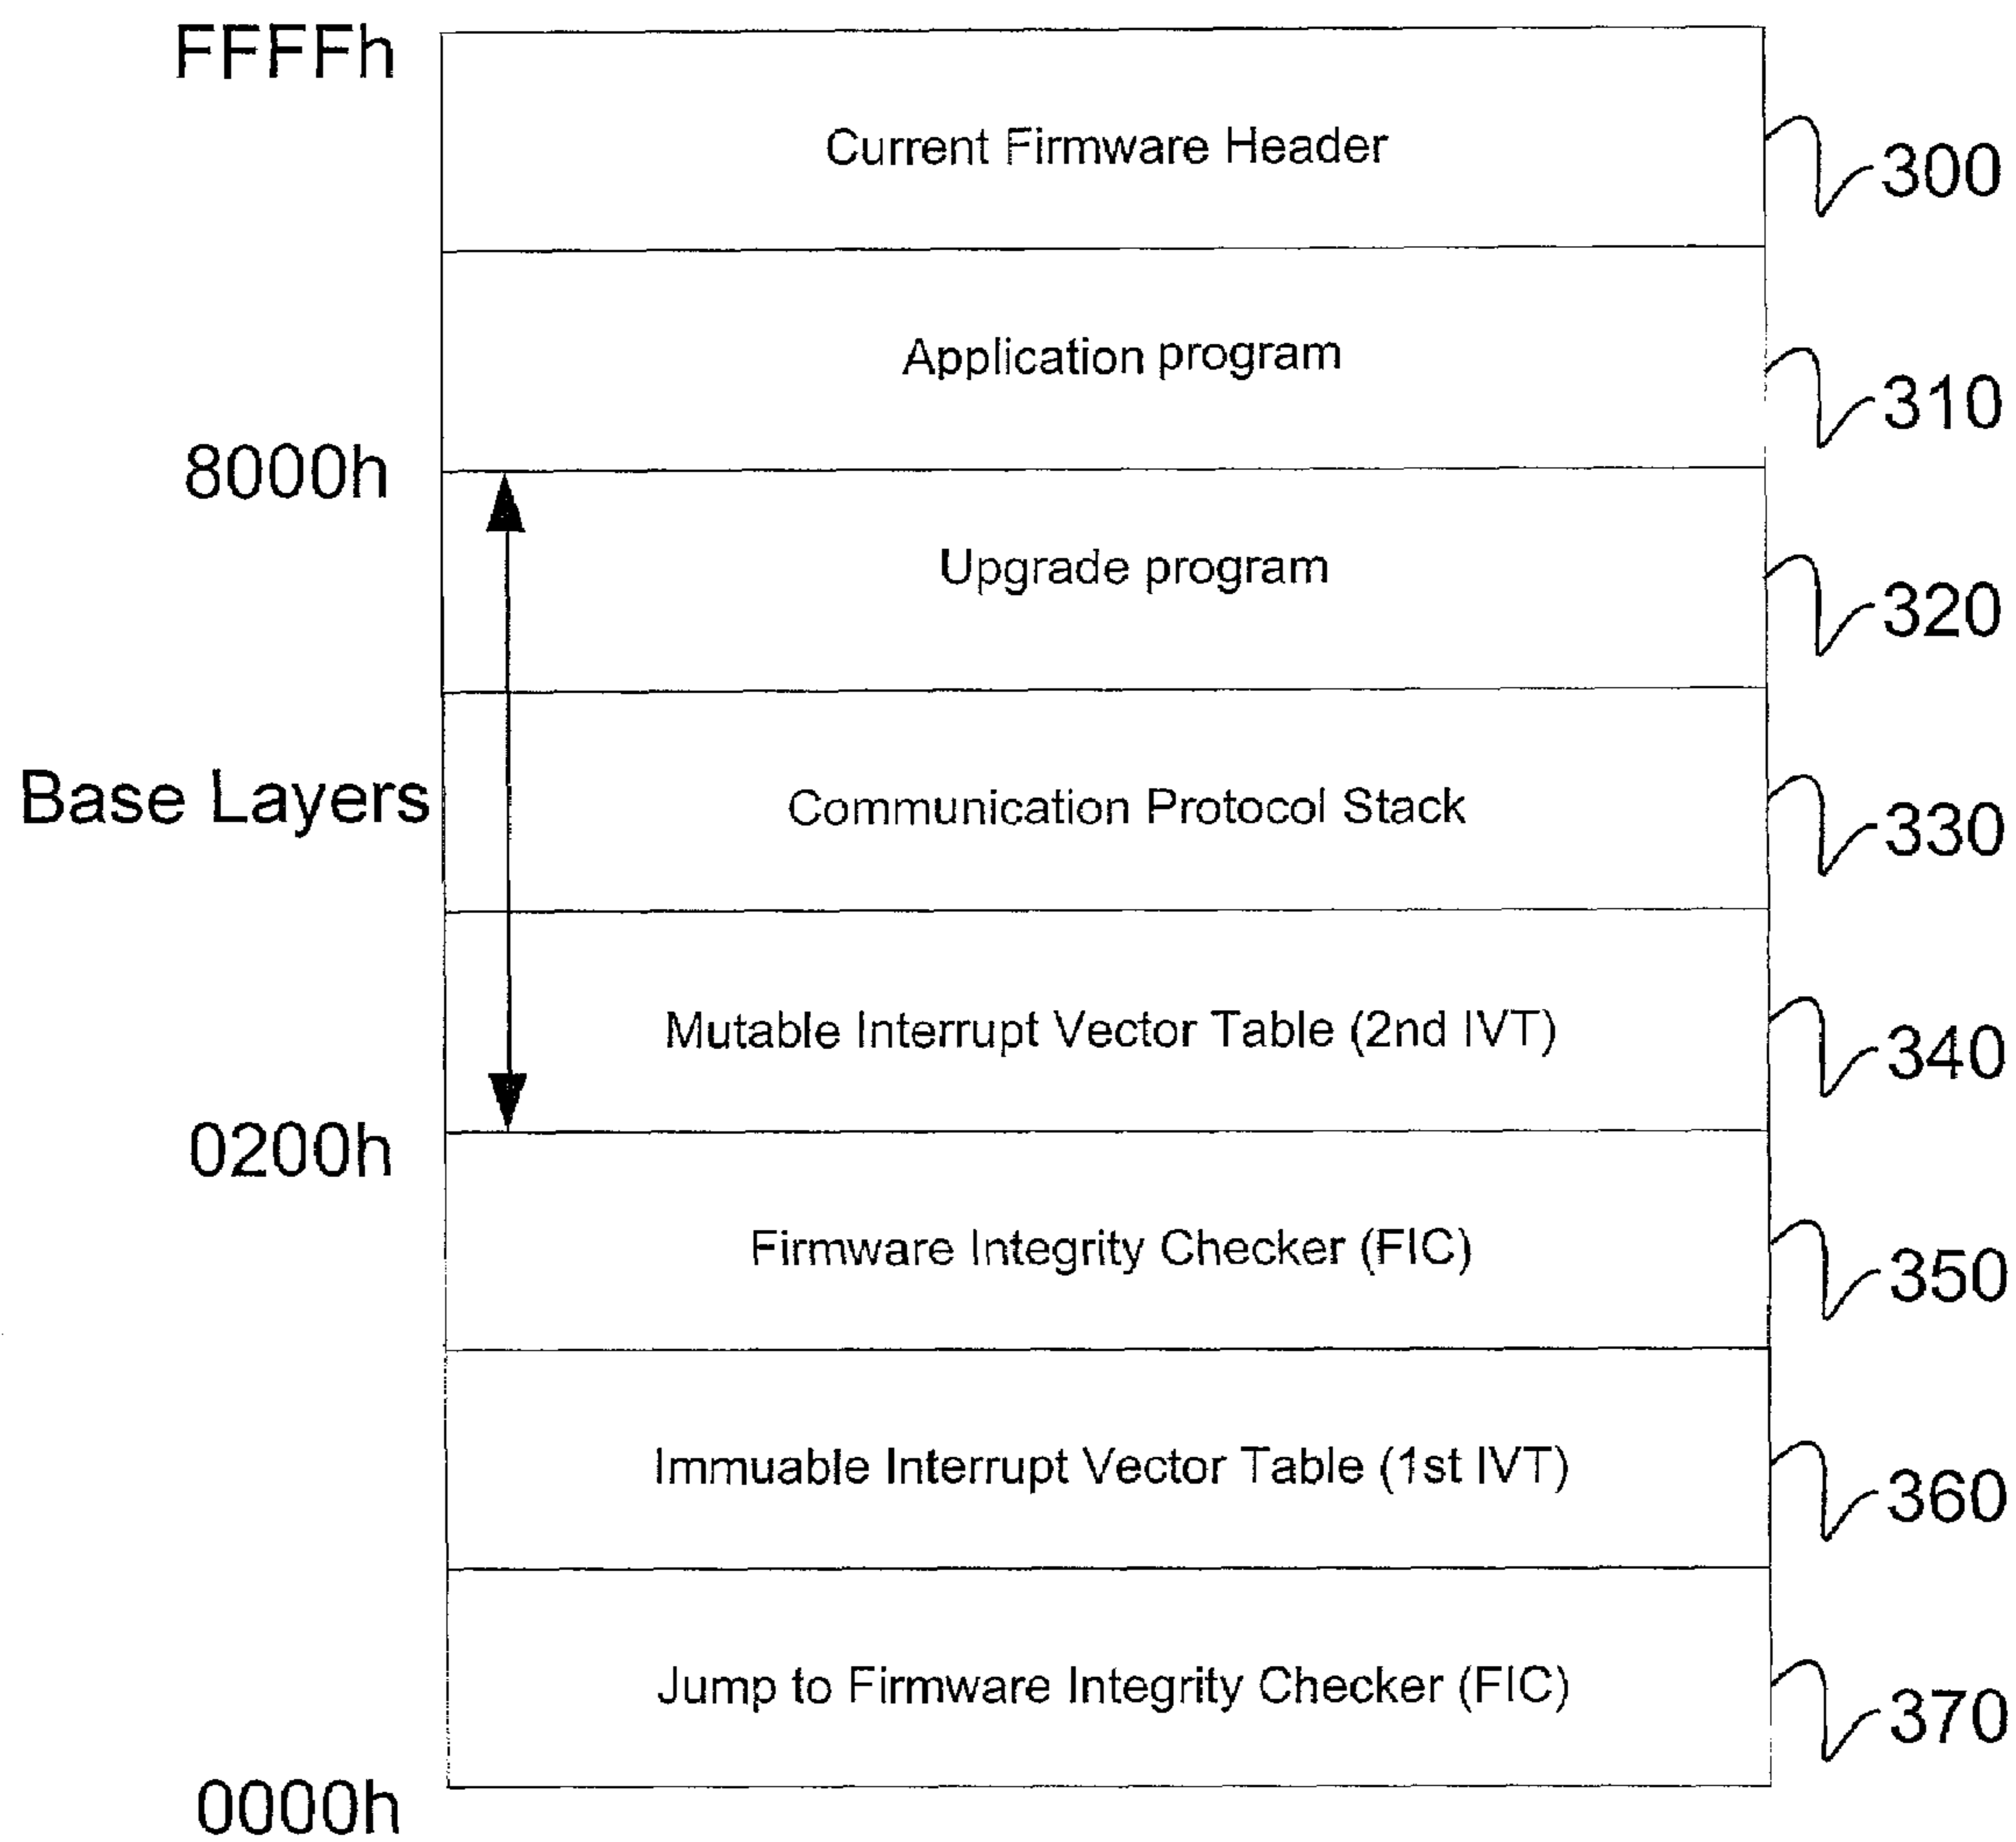 FFFFh
Current Firmware Header
300
Application program
310
8000h
Upgrade program
320
Base Layers
Communication Protocol Stack
330
Mutable Interrupt Vector Table (2nd IVT)
340
0200h
Firmware Integrity Checker (FIC)
350
Immuable Interrupt Vector Table (1st IVT)
360
Jump to Firmware Integrity Checker (FIC)
370
0000h